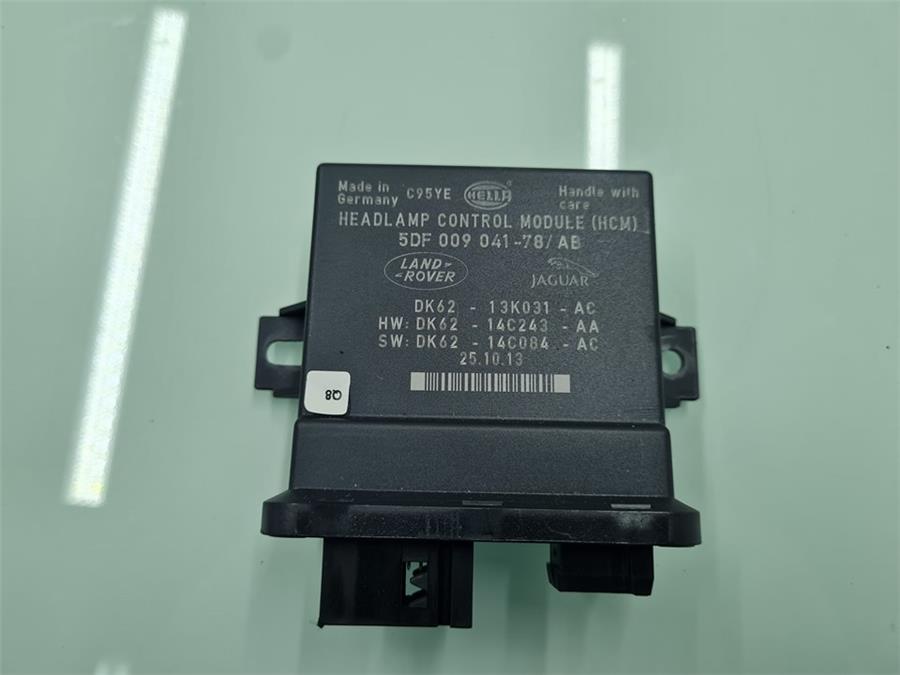 Made in
Germany C95YE HELLA ® Handle with
care
HEADLAMP CONTROL MODULE (HCM)
5DF 009 041-78/AB
LAND-
-ROVER
JAGUAR
DK62 - 13K031 - AC
HW: DK62 - 14C243 - AA
SW: DK62 - 14C084 - AC
25.10.13
Q8